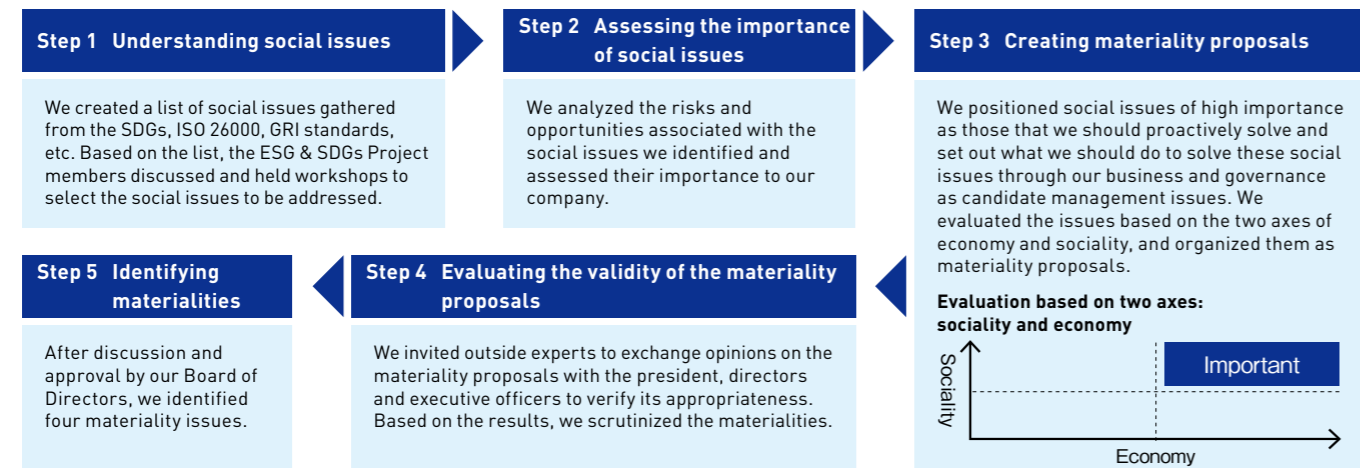 Step 1 Understanding social issues
We created a list of social issues gathered
from the SDGs, ISO 26000, GRI standards,
etc. Based on the list, the ESG & SDGs Project
members discussed and held workshops to
select the social issues to be addressed.
Step 2 Assessing the importance
of social issues
We analyzed the risks and
opportunities associated with the
social issues we identified and
assessed their importance to our
company.
Step 3 Creating materiality proposals
We positioned social issues of high importance
as those that we should proactively solve and
set out what we should do to solve these social
issues through our business and governance
as candidate management issues. We
evaluated the issues based on the two axes of
economy and sociality, and organized them as
materiality proposals.
Evaluation based on two axes:
sociality and economy
Sociality
Important
Economy
Step 4 Evaluating the validity of the materiality
proposals
We invited outside experts to exchange opinions on the
materiality proposals with the president, directors
and executive officers to verify its appropriateness.
Based on the results, we scrutinized the materialities.
Step 5 Identifying
materialities
After discussion and
approval by our Board of
Directors, we identified
four materiality issues.